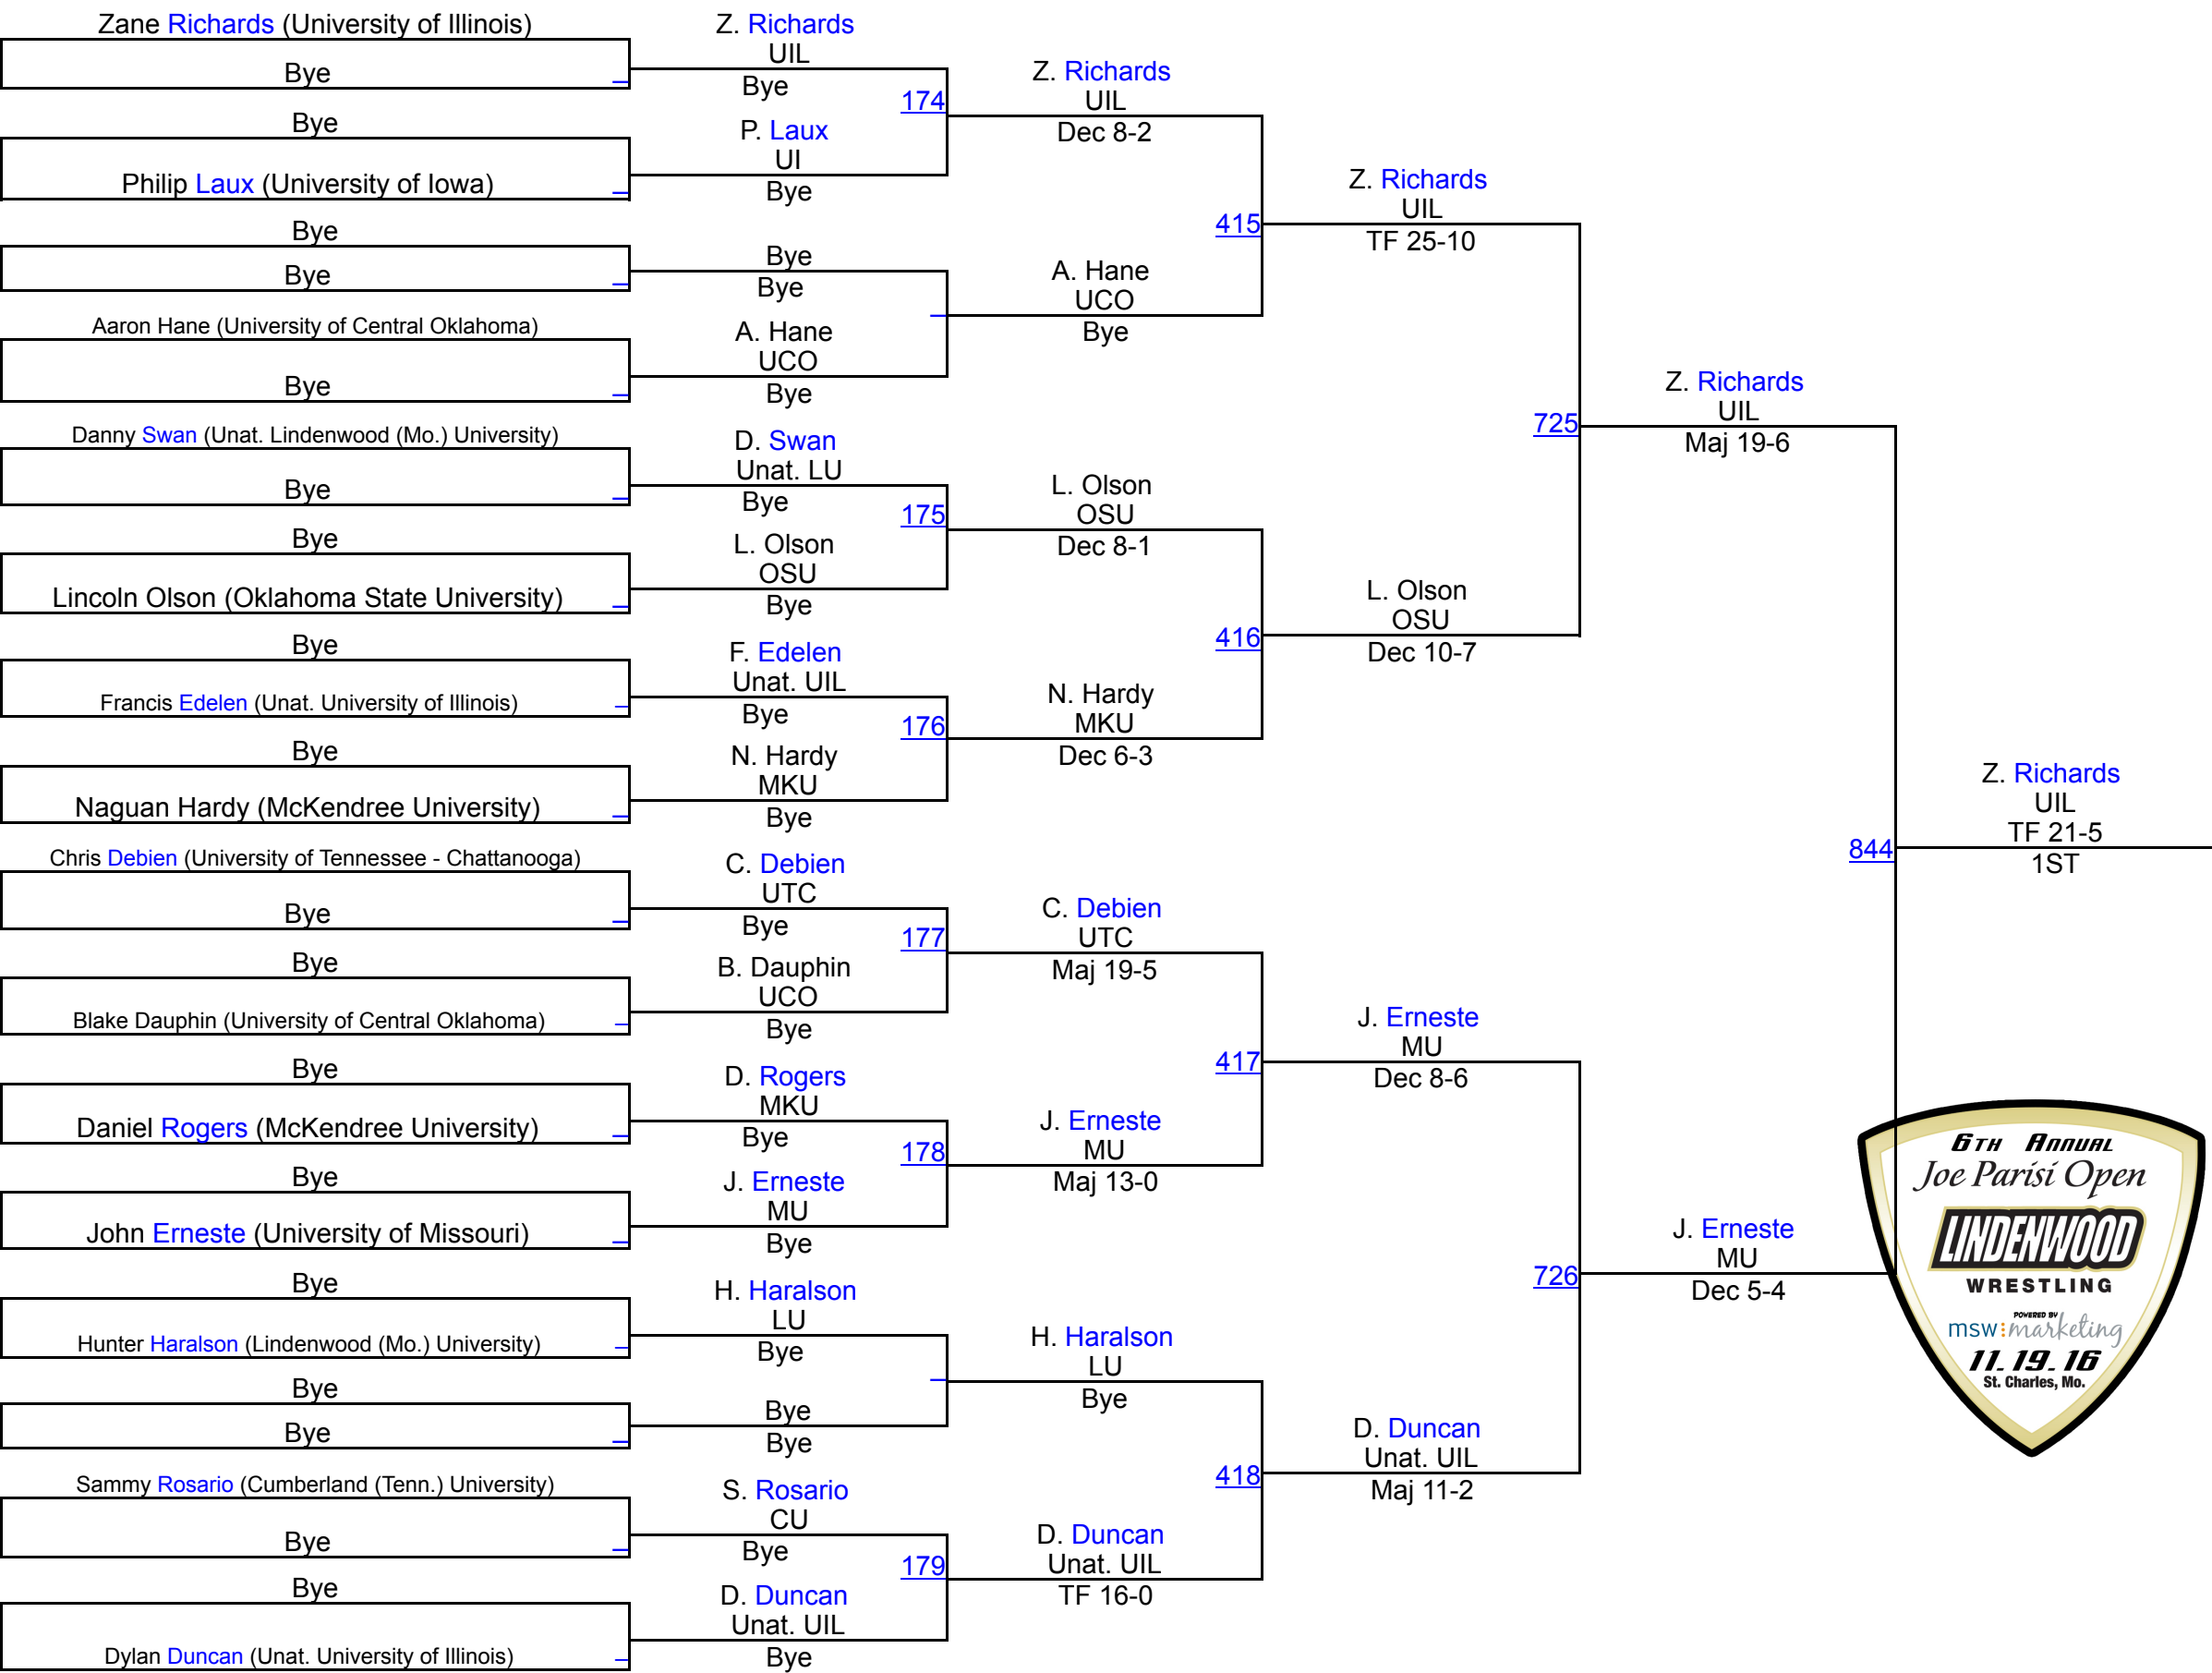 Zane Richards (University of Illinois)
Bye
Bye
Philip Laux (University of Iowa)
Bye
Bye
Aaron Hane (University of Central Oklahoma)
Bye
Danny Swan (Unat. Lindenwood (Mo.) University)
Bye
Bye
Lincoln Olson (Oklahoma State University)
Bye
Francis Edelen (Unat. University of Illinois)
Bye
Naguan Hardy (McKendree University)
Chris Debien (University of Tennessee - Chattanooga)
Bye
Bye
Blake Dauphin (University of Central Oklahoma)
Bye
Daniel Rogers (McKendree University)
Bye
John Erneste (University of Missouri)
Bye
Hunter Haralson (Lindenwood (Mo.) University)
Bye
Bye
Sammy Rosario (Cumberland (Tenn.) University)
Bye
Bye
Dylan Duncan (Unat. University of Illinois)
Z. Richards
UIL
Bye
174
P. Laux
UI
Bye
Bye
Bye
A. Hane
UCO
Bye
D. Swan
Unat. LU
Bye
175
L. Olson
OSU
Bye
F. Edelen
Unat. UIL
Bye
176
N. Hardy
MKU
Bye
C. Debien
UTC
Bye
177
B. Dauphin
UCO
Bye
D. Rogers
MKU
Bye
178
J. Erneste
MU
Bye
H. Haralson
LU
Bye
Bye
Bye
S. Rosario
CU
Bye
179
D. Duncan
Unat. UIL
Bye
Z. Richards
UIL
Dec 8-2
415
A. Hane
UCO
Bye
L. Olson
OSU
Dec 8-1
416
N. Hardy
MKU
Dec 6-3
C. Debien
UTC
Maj 19-5
417
J. Erneste
MU
Maj 13-0
H. Haralson
LU
Bye
418
D. Duncan
Unat. UIL
TF 16-0
Z. Richards
UIL
TF 25-10
725
L. Olson
OSU
Dec 10-7
J. Erneste
MU
Dec 8-6
726
D. Duncan
Unat. UIL
Maj 11-2
Z. Richards
UIL
Maj 19-6
844
J. Erneste
MU
Dec 5-4
Z. Richards
UIL
TF 21-5
1ST
6TH ANNUAL
Joe Parisi Open
LINDENWOOD
WRESTLING
POWERED BY
msw marketing
11.19.16
St. Charles, Mo.